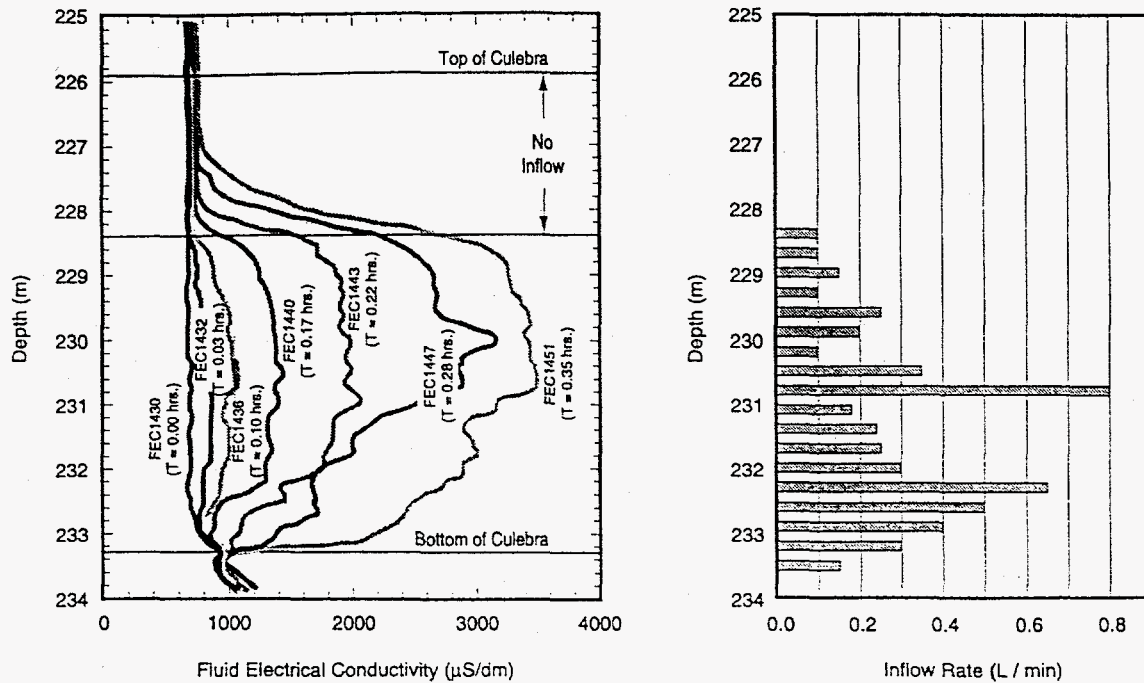 225
226
227
228
229
230
231
232
233
234
Depth (m)
0
1000
2000
3000
4000
Fluid Electrical Conductivity (µS/dm)
Top of Culebra
No
Inflow
Bottom of Culebra
FEC1430
(T = 0.00 hrs.)
FEC1432
(T = 0.03 hrs.)
FEC1436
(T = 0.10 hrs.)
FEC1440
(T = 0.17 hrs.)
FEC1443
(T = 0.22 hrs.)
FEC1447
(T = 0.28 hrs.)
FEC1451
(T = 0.35 hrs.)
225
226
227
228
229
230
231
232
233
234
Depth (m)
0.0
0.2
0.4
0.6
0.8
Inflow Rate (L / min)